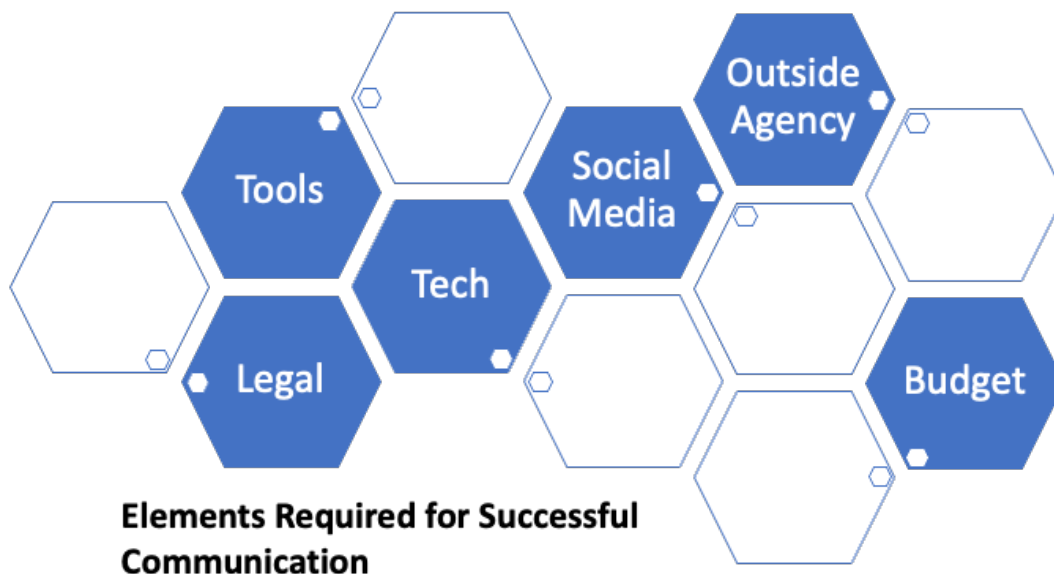 Outside
Agency
Social
Media
Tools
Tech
Legal
Budget
Elements Required for Successful
Communication